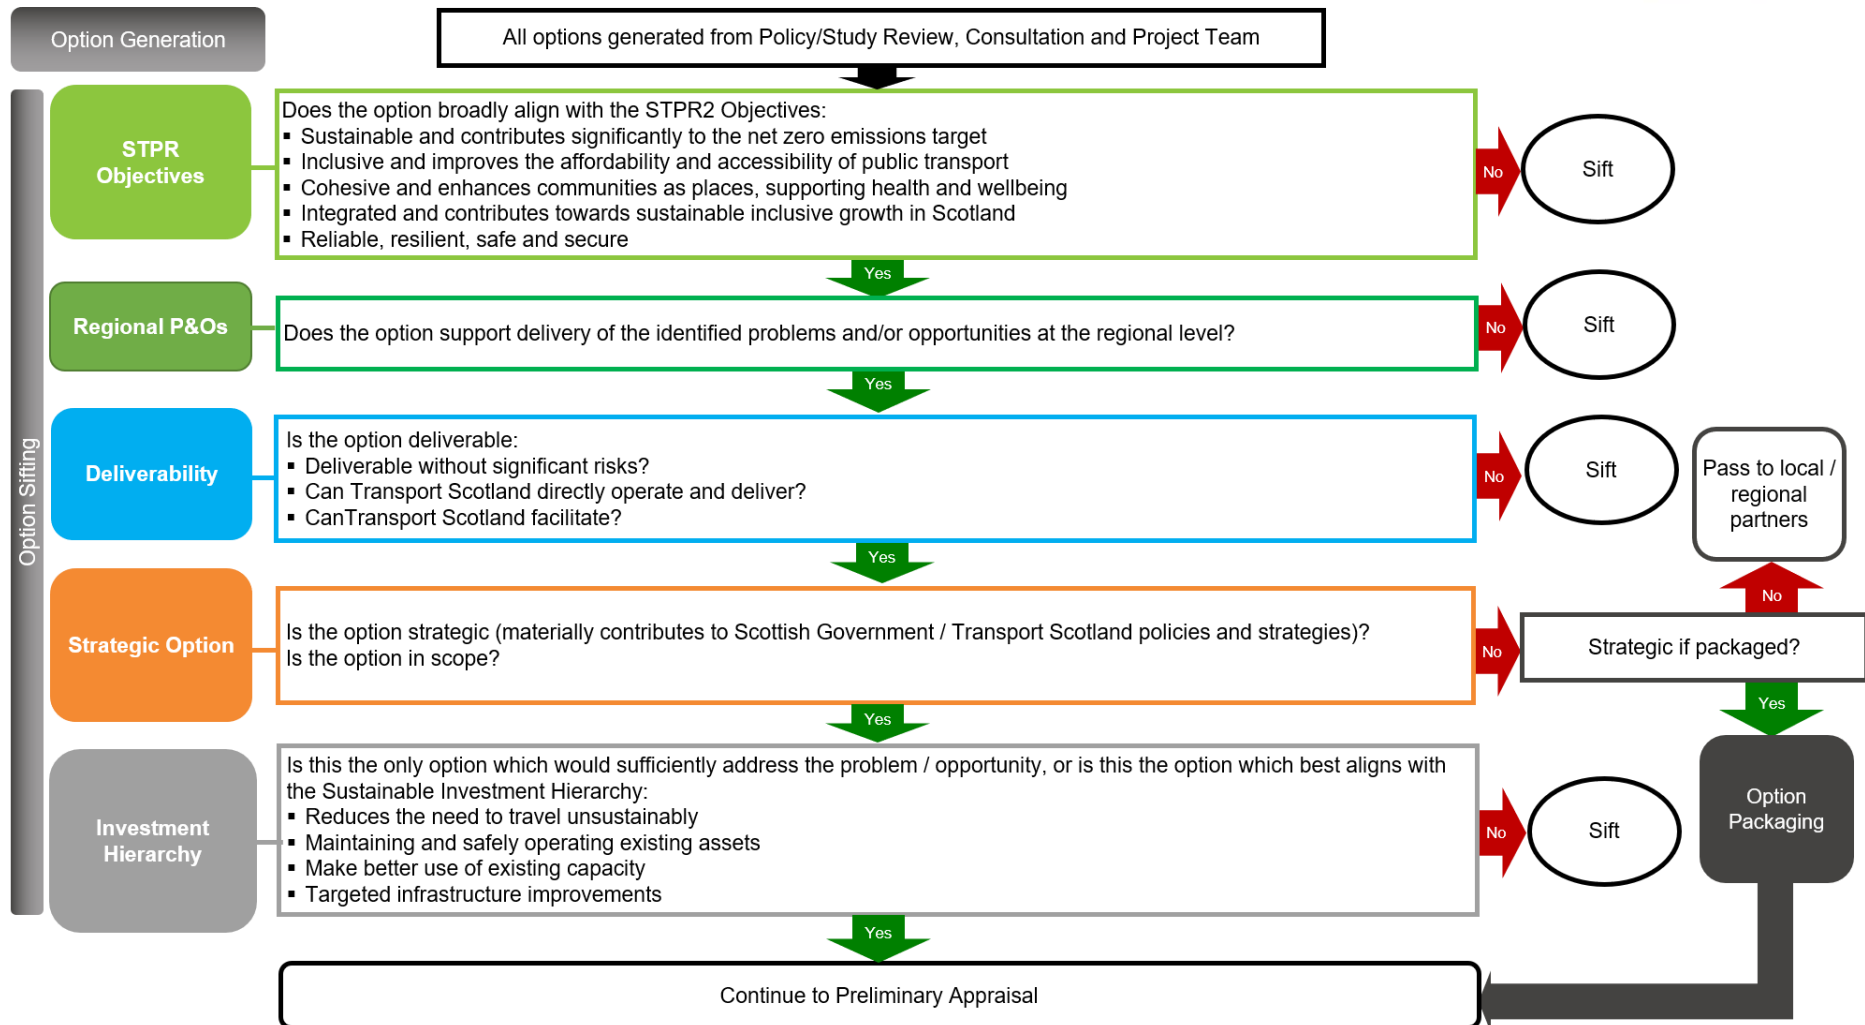 Option Generation
All options generated from Policy/Study Review, Consultation and Project Team
Option Sifting
STPR
Objectives
Does the option broadly align with the STPR2 Objectives:
▪ Sustainable and contributes significantly to the net zero emissions target
▪ Inclusive and improves the affordability and accessibility of public transport
▪ Cohesive and enhances communities as places, supporting health and wellbeing
▪ Integrated and contributes towards sustainable inclusive growth in Scotland
▪ Reliable, resilient, safe and secure
No
Sift
Yes
Regional P&Os
Does the option support delivery of the identified problems and/or opportunities at the regional level?
No
Sift
Yes
Deliverability
Is the option deliverable:
▪ Deliverable without significant risks?
▪ Can Transport Scotland directly operate and deliver?
▪ CanTransport Scotland facilitate?
No
Sift
Yes
Strategic Option
Is the option strategic (materially contributes to Scottish Government / Transport Scotland policies and strategies)?
Is the option in scope?
No
Strategic if packaged?
No
Pass to local /
regional
partners
Yes
Option
Packaging
Yes
Investment
Hierarchy
Is this the only option which would sufficiently address the problem / opportunity, or is this the option which best aligns with
the Sustainable Investment Hierarchy:
▪ Reduces the need to travel unsustainably
▪ Maintaining and safely operating existing assets
▪ Make better use of existing capacity
▪ Targeted infrastructure improvements
No
Sift
Yes
Continue to Preliminary Appraisal